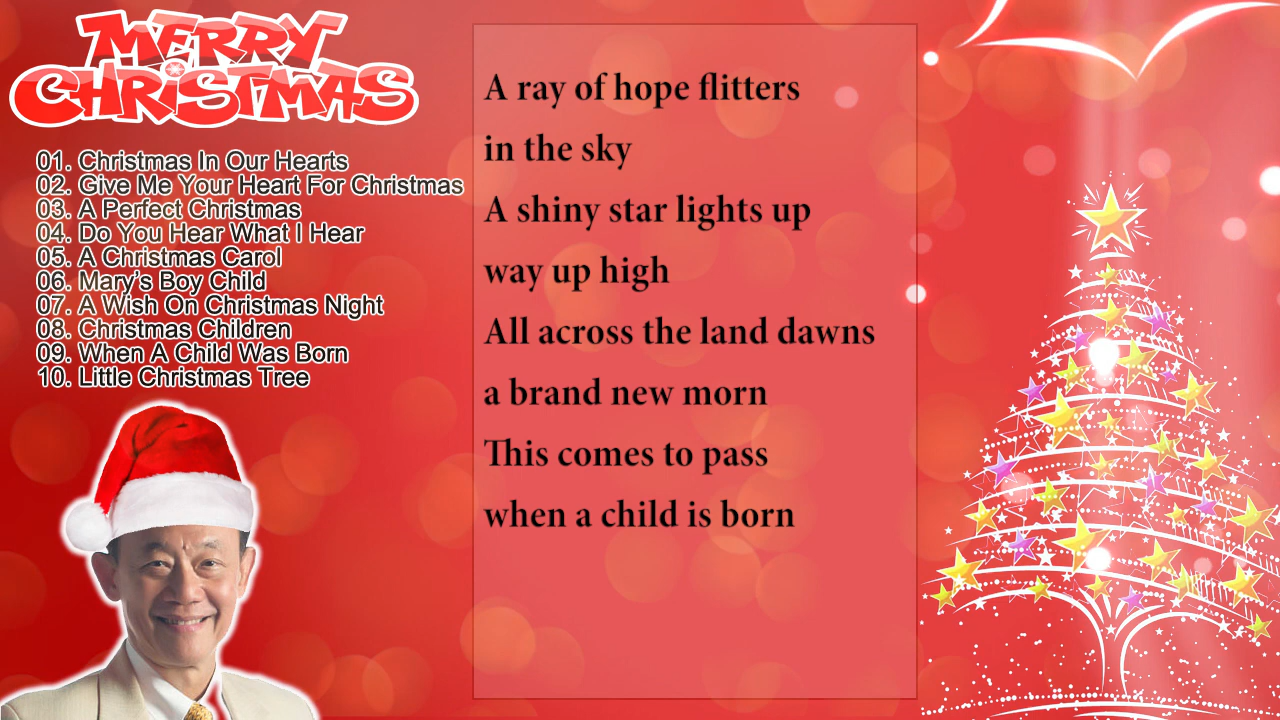 MERRY
CHRISTMAS
01. Christmas In Our Hearts
02. Give Me Your Heart For Christmas
03. A Perfect Christmas
04. Do You Hear What I Hear
05. A Christmas Carol
06. Mary's Boy Child
07. A Wish On Christmas Night
08. Christmas Children
09. When A Child Was Born
10. Little Christmas Tree
A ray of hope flitters
in the sky
A shiny star lights up
way up high
All across the land dawns
a brand new morn
This comes to pass
when a child is born